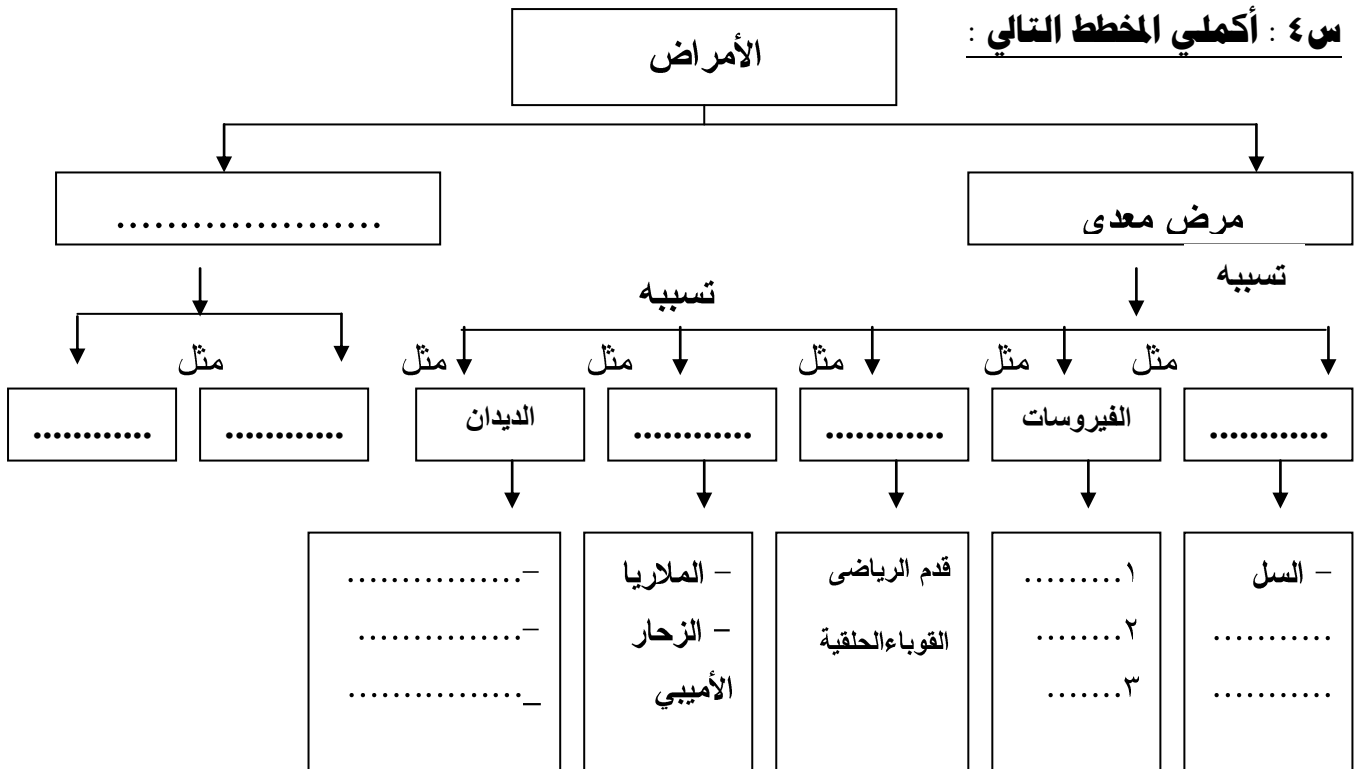 س٤ : أكملي المخطط التالي :
الأمراض
مرض معدى
.....................
تسببه
تسببه
مثل
مثل
مثل
مثل
مثل
مثل
............
الفيروسات
............
............
الديدان
............
............
– السل
...........
...........
١.........
٢........
٣.......
قدم الرياضى
القوباءالحلقية
– الملاريا
– الزحار
الأميبي
–................
–...............
_................